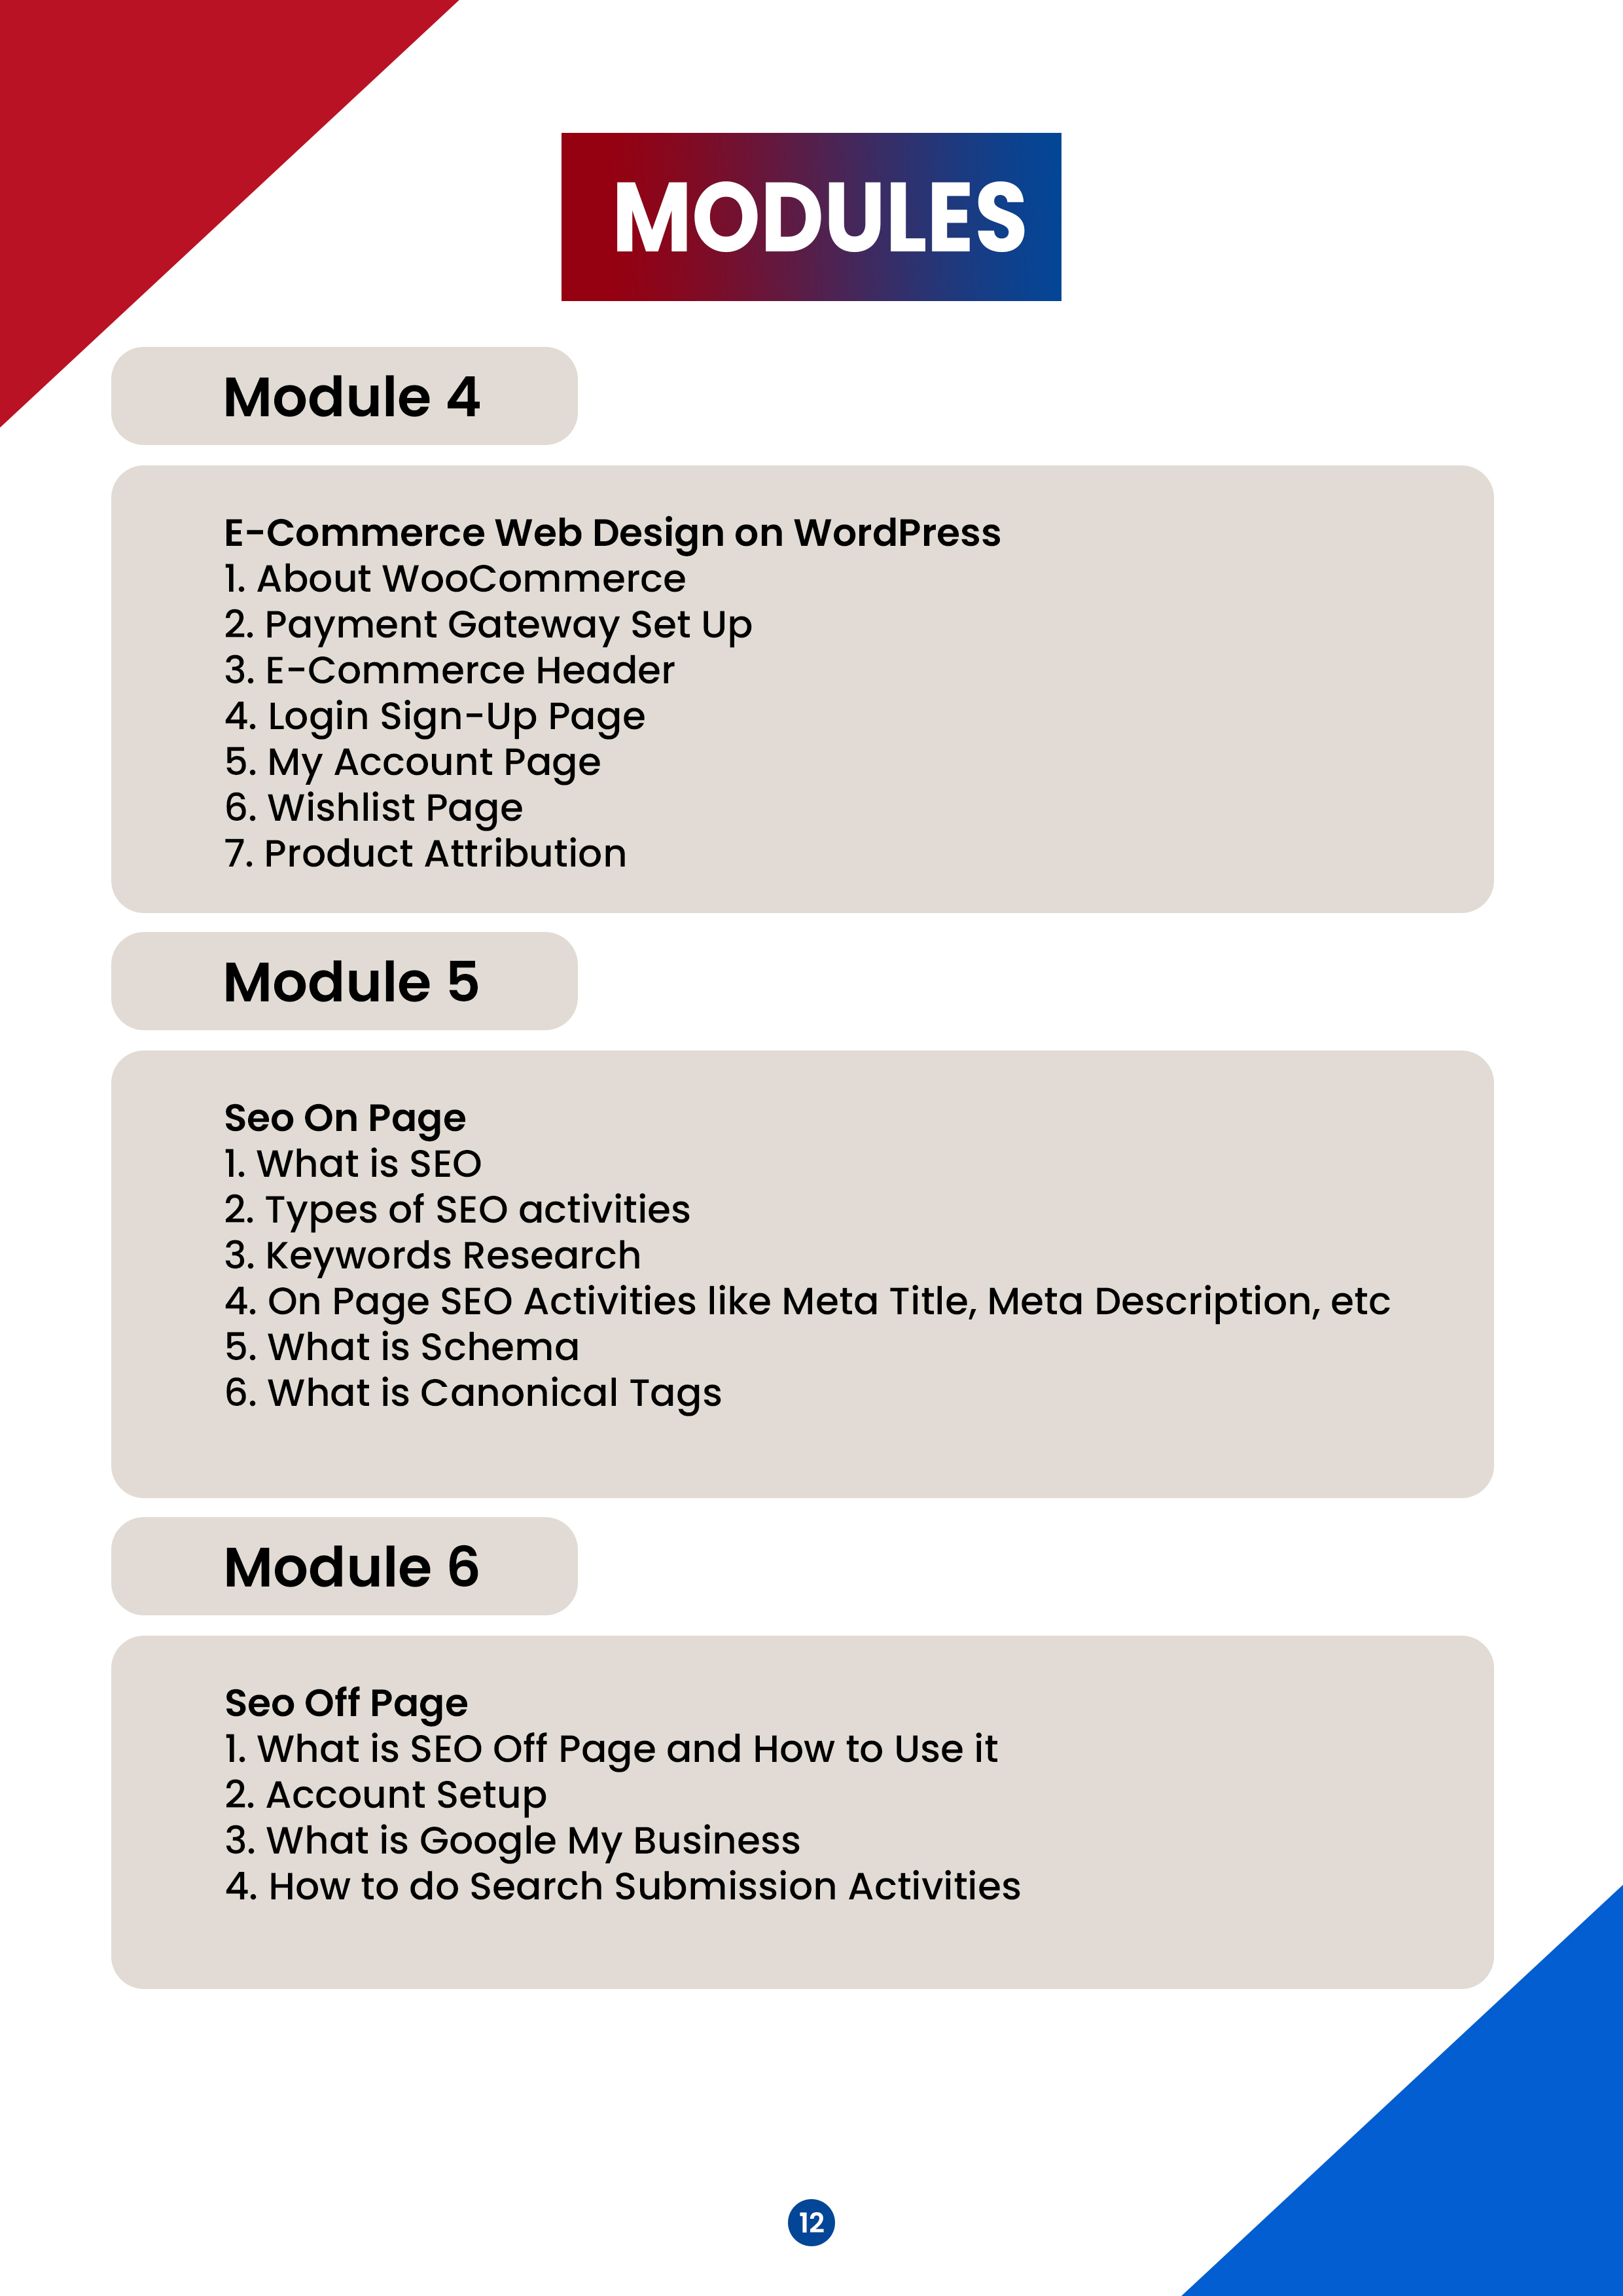 MODULES
Module 4
E-Commerce Web Design on WordPress
1. About WooCommerce
2. Payment Gateway Set Up
3. E-Commerce Header
4. Login Sign-Up Page
5. My Account Page
6. Wishlist Page
7. Product Attribution
Module 5
Seo On Page
1. What is SEO
2. Types of SEO activities
3. Keywords Research
4. On Page SEO Activities like Meta Title, Meta Description, etc
5. What is Schema
6. What is Canonical Tags
Module 6
Seo Off Page
1. What is SEO Off Page and How to Use it
2. Account Setup
3. What is Google My Business
4. How to do Search Submission Activities
12